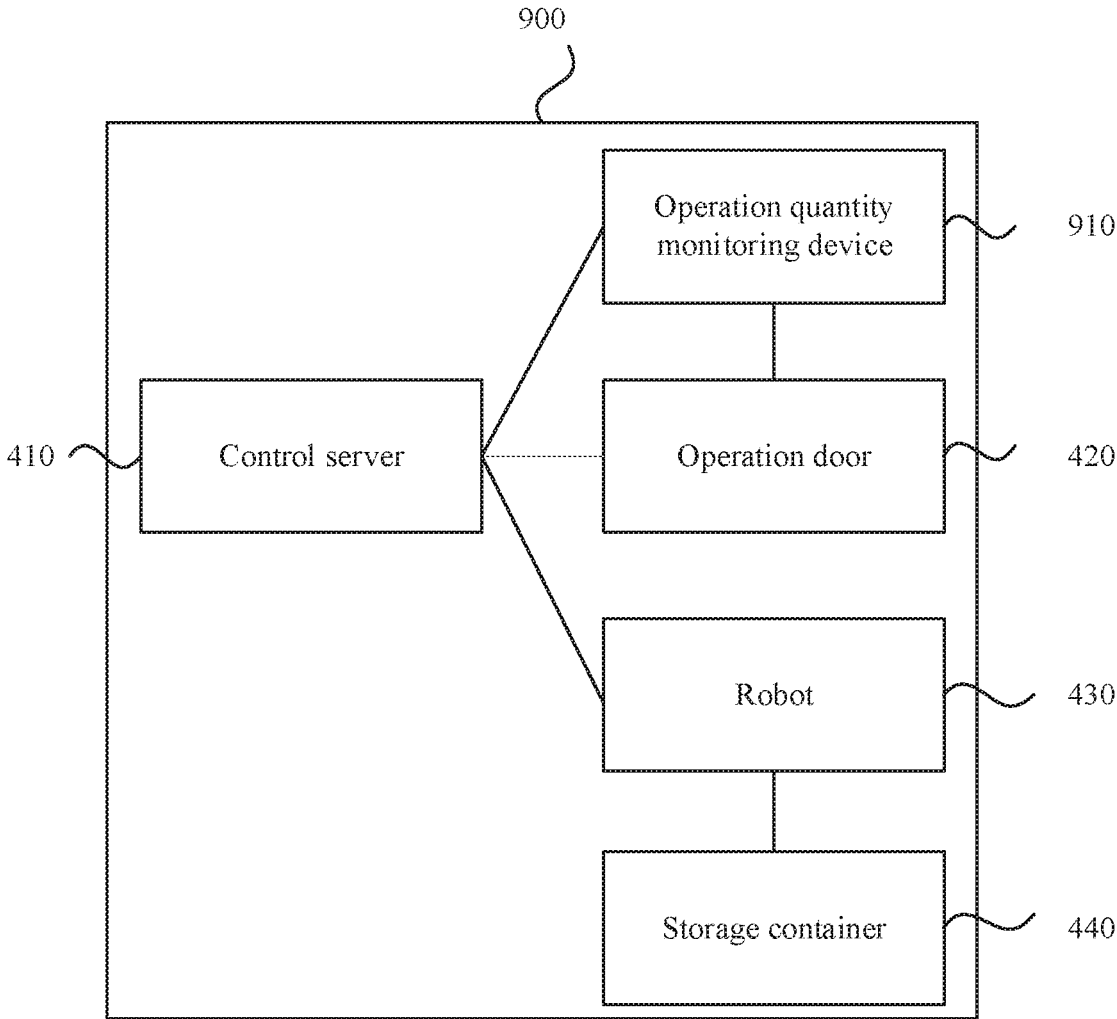 900
Operation quantity
monitoring device
910
410
Control server
Operation door
420
Robot
430
Storage container
440